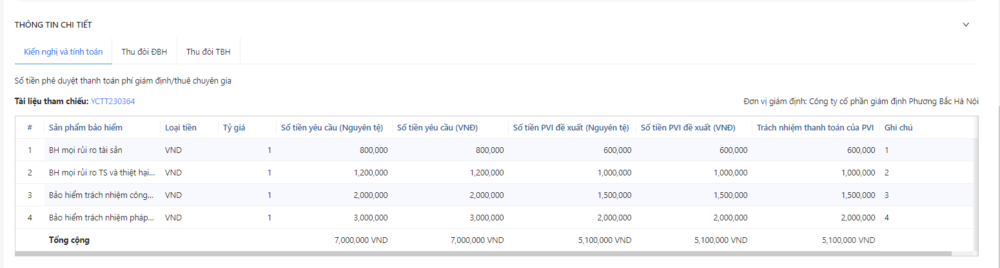 THÔNG TIN CHI TIẾT
Kiến nghị và tính toán Thu đòi ĐBH Thu đòi TBH
Số tiền phê duyệt thanh toán phí giám định/thuê chuyên gia
Tài liệu tham chiếu: YCTT230364 Đơn vị giám định: Công ty cổ phần giám định Phương Bắc Hà Nội
# Sản phẩm bảo hiểm Loại tiền Tỷ giá Số tiền yêu cầu (Nguyên tệ) Số tiền yêu cầu (VNĐ) Số tiền PVI đề xuất (Nguyên tệ) Số tiền PVI đề xuất (VNĐ) Trách nhiệm thanh toán của PVI Ghi chú
1 BH mọi rủi ro tài sản VND 1 800,000 800,000 600,000 600,000 600,000 1
2 BH mọi rủi ro TS và thiệt hại... VND 1 1,200,000 1,200,000 1,000,000 1,000,000 1,000,000 2
3 Bảo hiểm trách nhiệm công... VND 1 2,000,000 2,000,000 1,500,000 1,500,000 1,500,000 3
4 Bảo hiểm trách nhiệm pháp... VND 1 3,000,000 3,000,000 2,000,000 2,000,000 2,000,000 4
Tổng cộng 7,000,000 VND 7,000,000 VND 5,100,000 VND 5,100,000 VND 5,100,000 VND